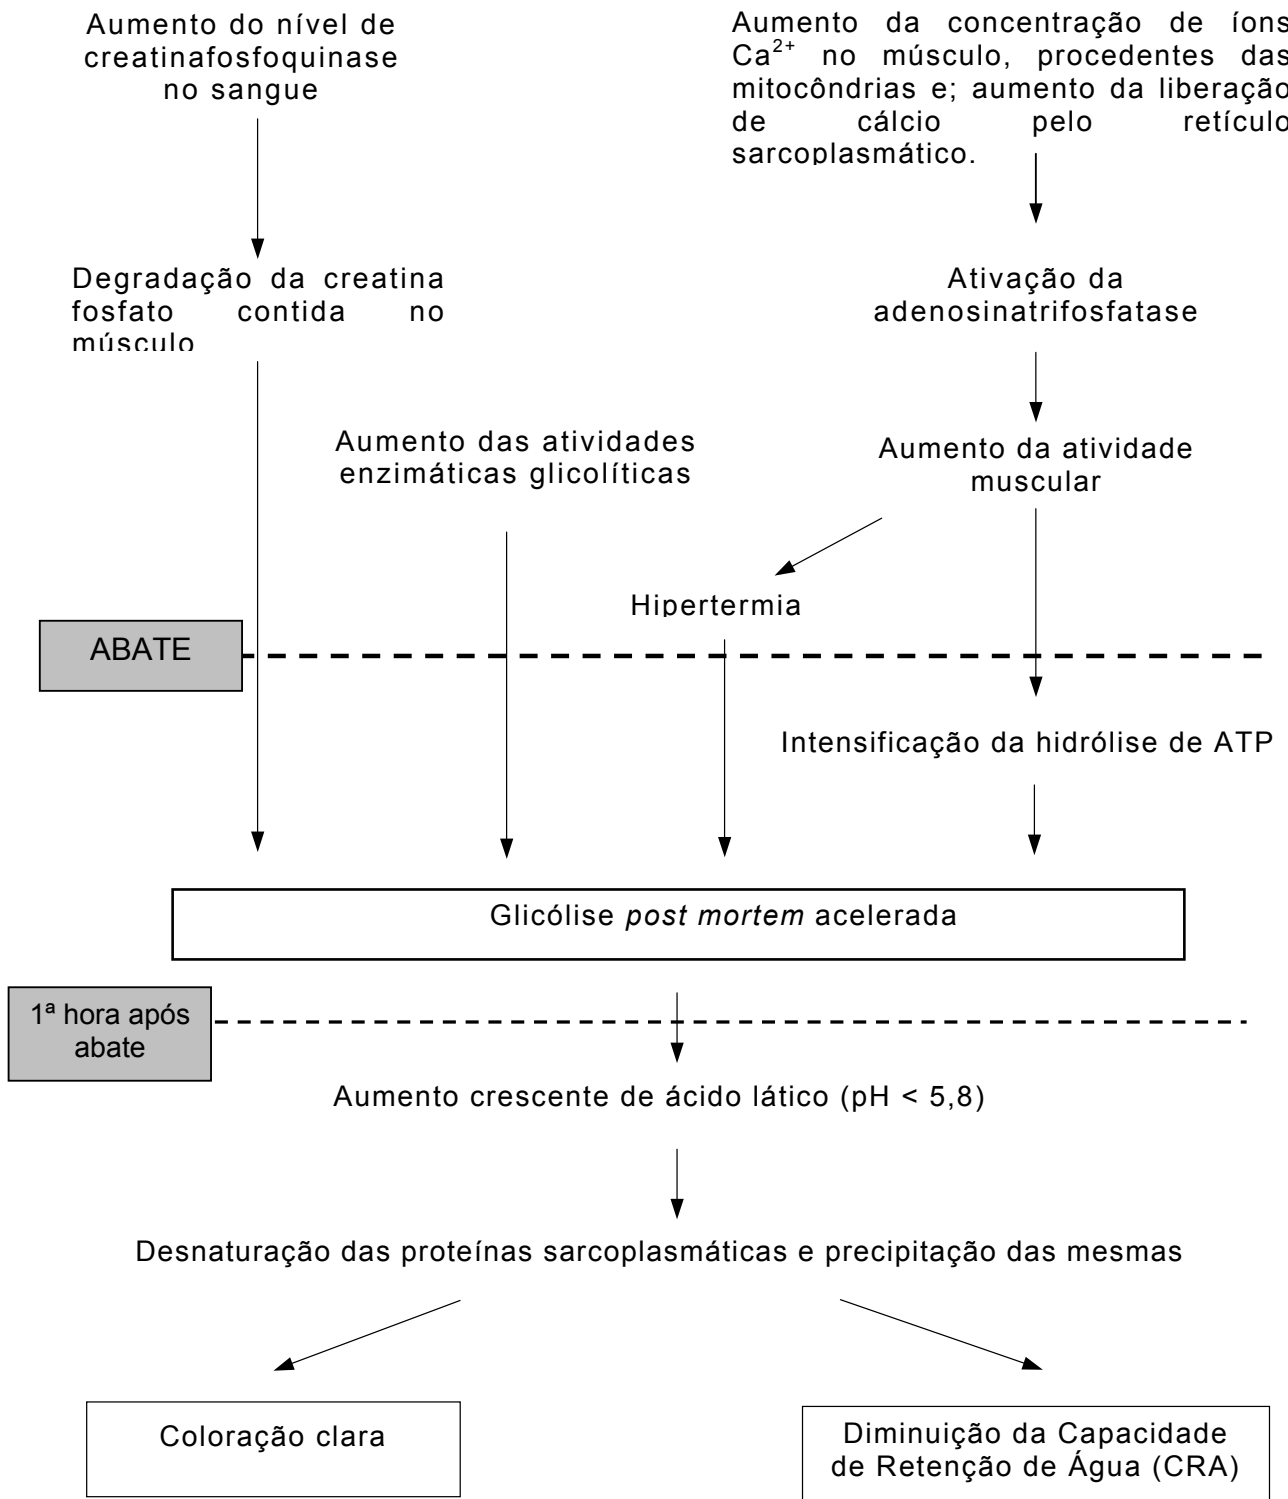 Aumento do nível de
creatinafosfoquinase
no sangue
Aumento da concentração de íons
Ca²⁺ no músculo, procedentes das
mitocôndrias e; aumento da liberação
de cálcio pelo retículo
sarcoplasmático.
Degradação da creatina
fosfato contida no
músculo
Ativação da
adenosinatrifosfatase
Aumento das atividades
enzimáticas glicolíticas
Aumento da atividade
muscular
Hipertermia
ABATE
Intensificação da hidrólise de ATP
Glicólise post mortem acelerada
1ª hora após
abate
Aumento crescente de ácido lático (pH < 5,8)
Desnaturação das proteínas sarcoplasmáticas e precipitação das mesmas
Coloração clara
Diminuição da Capacidade
de Retenção de Água (CRA)